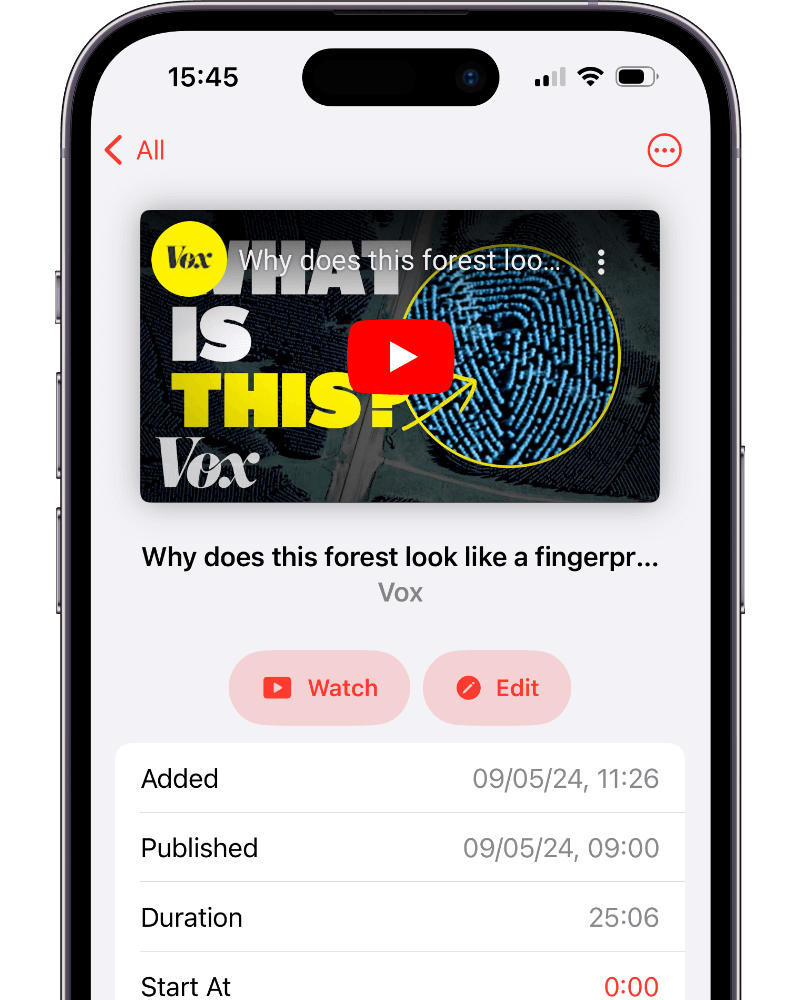 15:45
All
Vox
Why does this forest loo...
WHAT
IS
THIS?
Vox
Why does this forest look like a fingerpr...
Vox
Watch
Edit
Added 09/05/24, 11:26
Published 09/05/24, 09:00
Duration 25:06
Start At 0:00